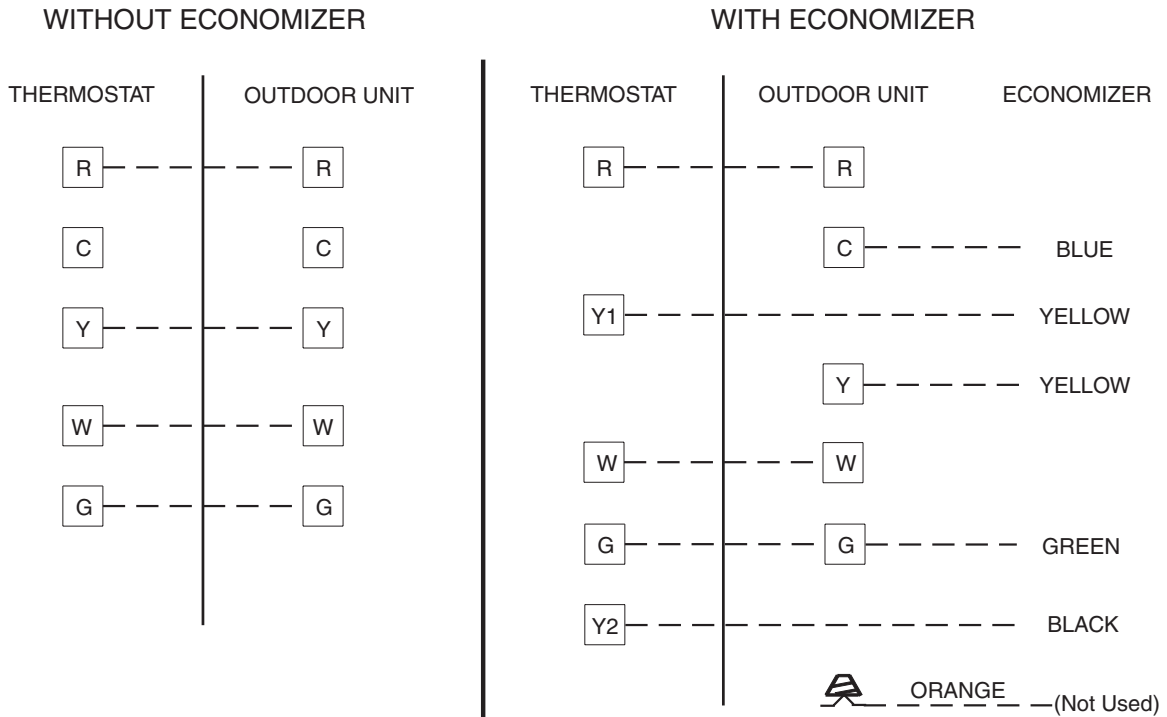 WITHOUT ECONOMIZER
THERMOSTAT OUTDOOR UNIT
R R
C C
Y Y
W W
G G
WITH ECONOMIZER
THERMOSTAT OUTDOOR UNIT ECONOMIZER
R R
C BLUE
Y1 YELLOW
Y YELLOW
W W
G G GREEN
Y2 BLACK
ORANGE (Not Used)